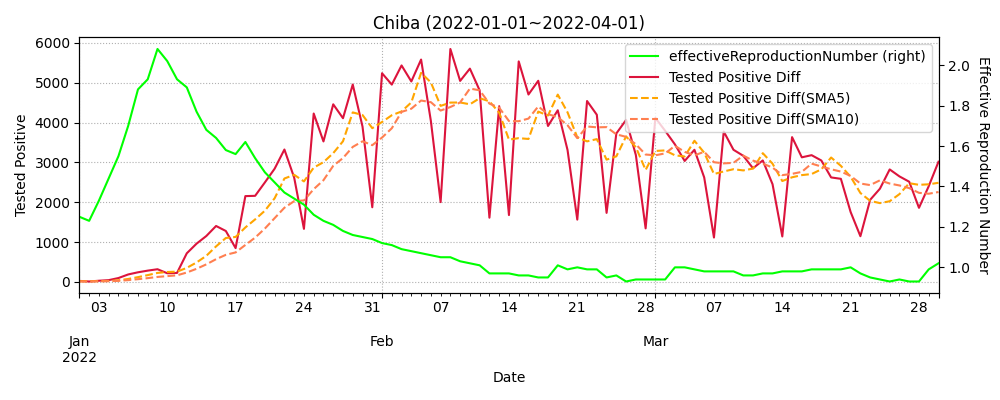 Chiba (2022-01-01~2022-04-01)
effectiveReproductionNumber (right)
Tested Positive Diff
Tested Positive Diff(SMA5)
Tested Positive Diff(SMA10)
Tested Positive
6000
5000
4000
3000
2000
1000
0
2.0
1.8
1.6
1.4
1.2
1.0
Effective Reproduction Number
03 10 17 24 31 07 14 21 28 07 14 21 28
Jan Feb Mar
2022
Date